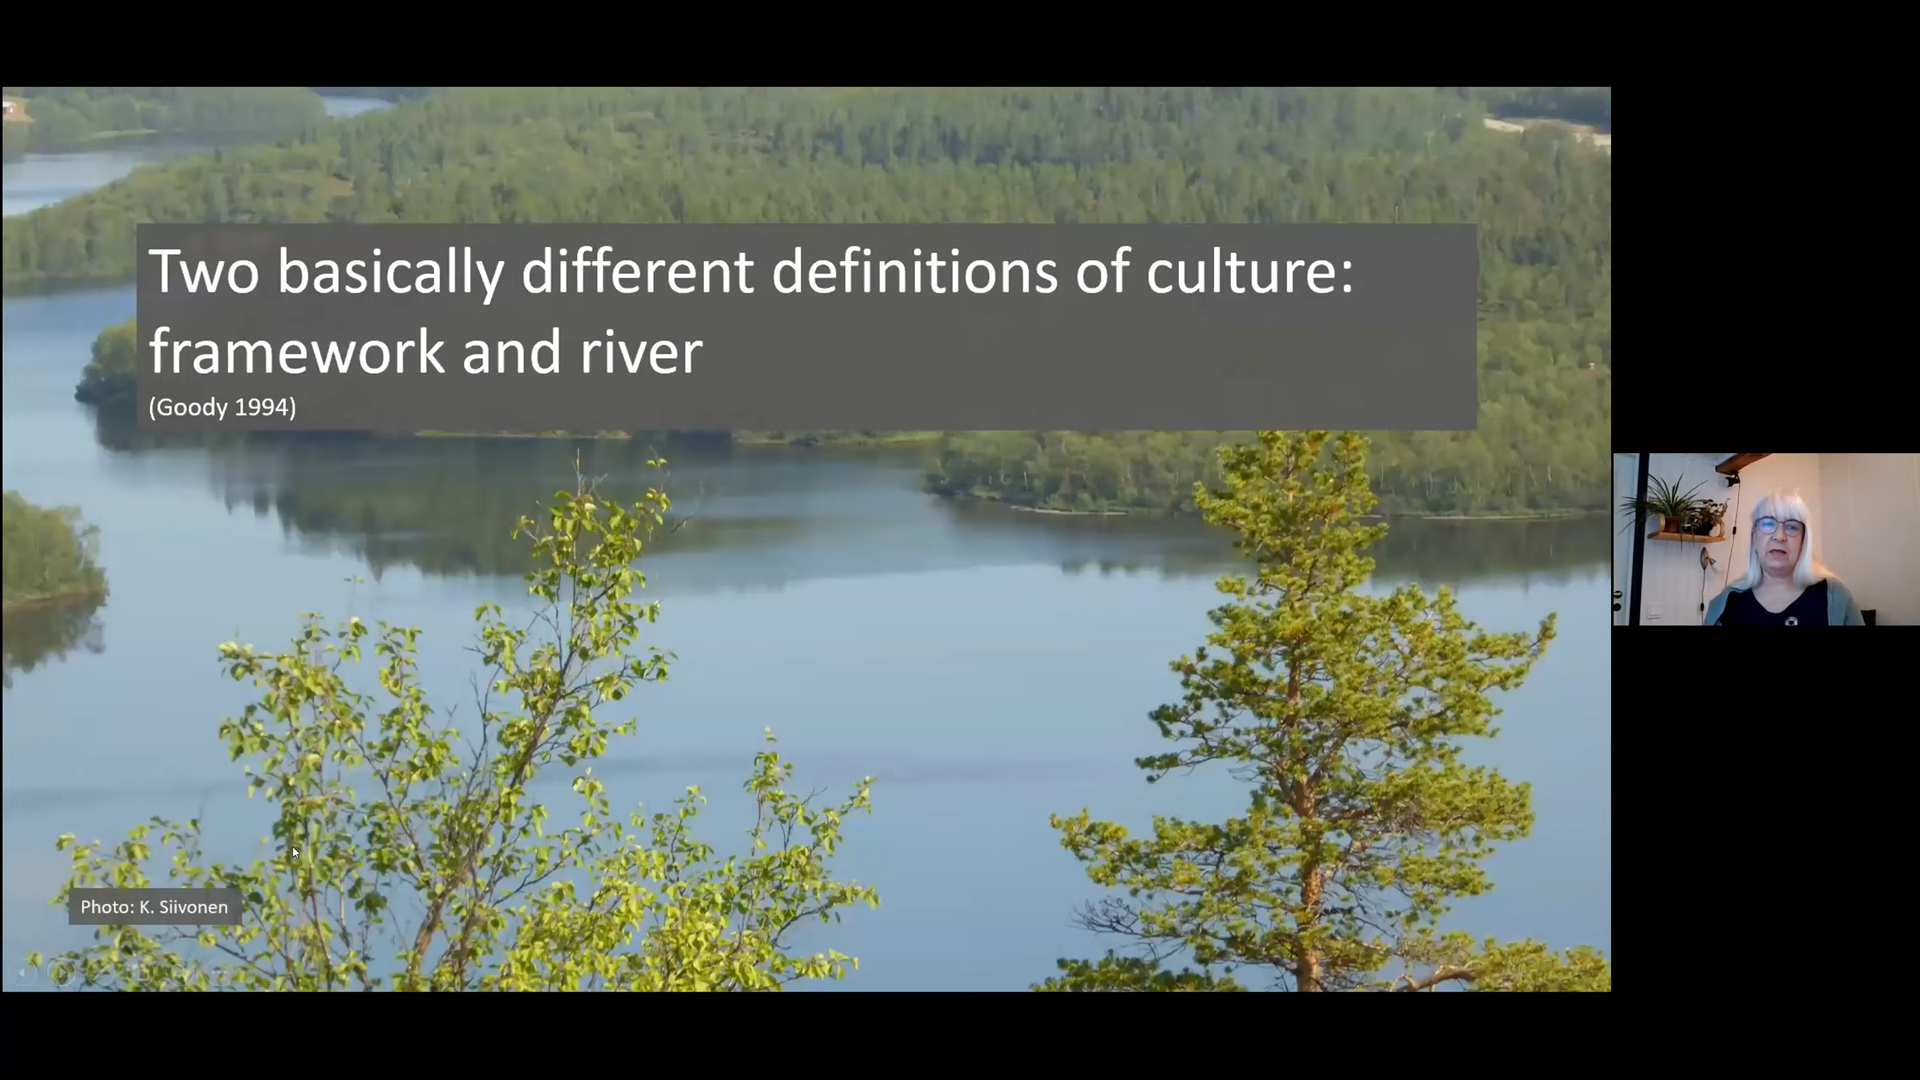 Two basically different definitions of culture:
framework and river
(Goody 1994)
Photo: K. Siivonen